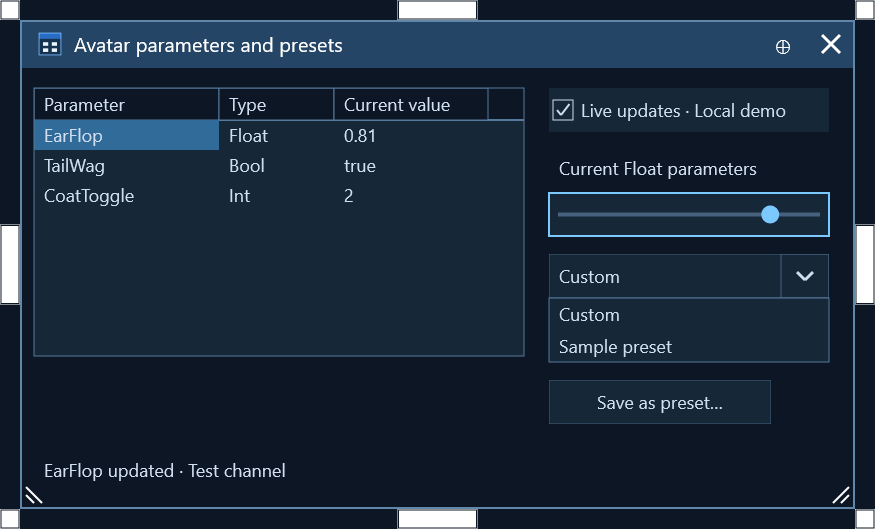 Avatar parameters and presets
Parameter Type Current value
EarFlop Float 0.81
TailWag Bool true
CoatToggle Int 2
Live updates · Local demo
Current Float parameters
Custom
Custom
Sample preset
Save as preset...
EarFlop updated · Test channel